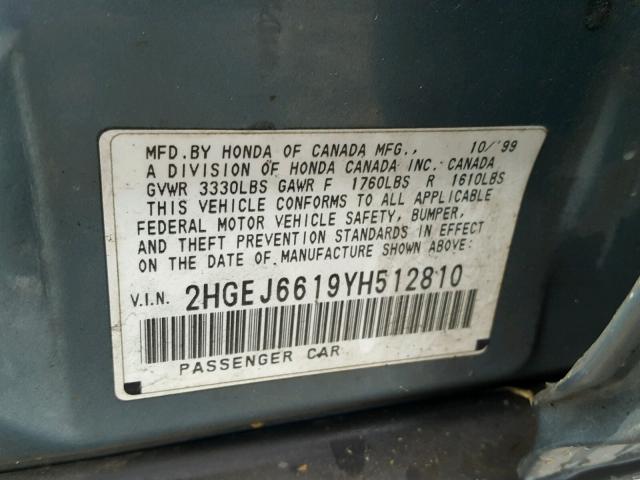 MFD. BY HONDA OF CANADA MFG., 10/'99
A DIVISION OF HONDA CANADA INC. CANADA
GVWR 3330LBS GAWR F 1760LBS R 1610LBS
THIS VEHICLE CONFORMS TO ALL APPLICABLE
FEDERAL MOTOR VEHICLE SAFETY, BUMPER,
AND THEFT PREVENTION STANDARDS IN EFFECT
ON THE DATE OF MANUFACTURE SHOWN ABOVE:
V.I.N. 2HGEJ6619YH512810
PASSENGER CAR